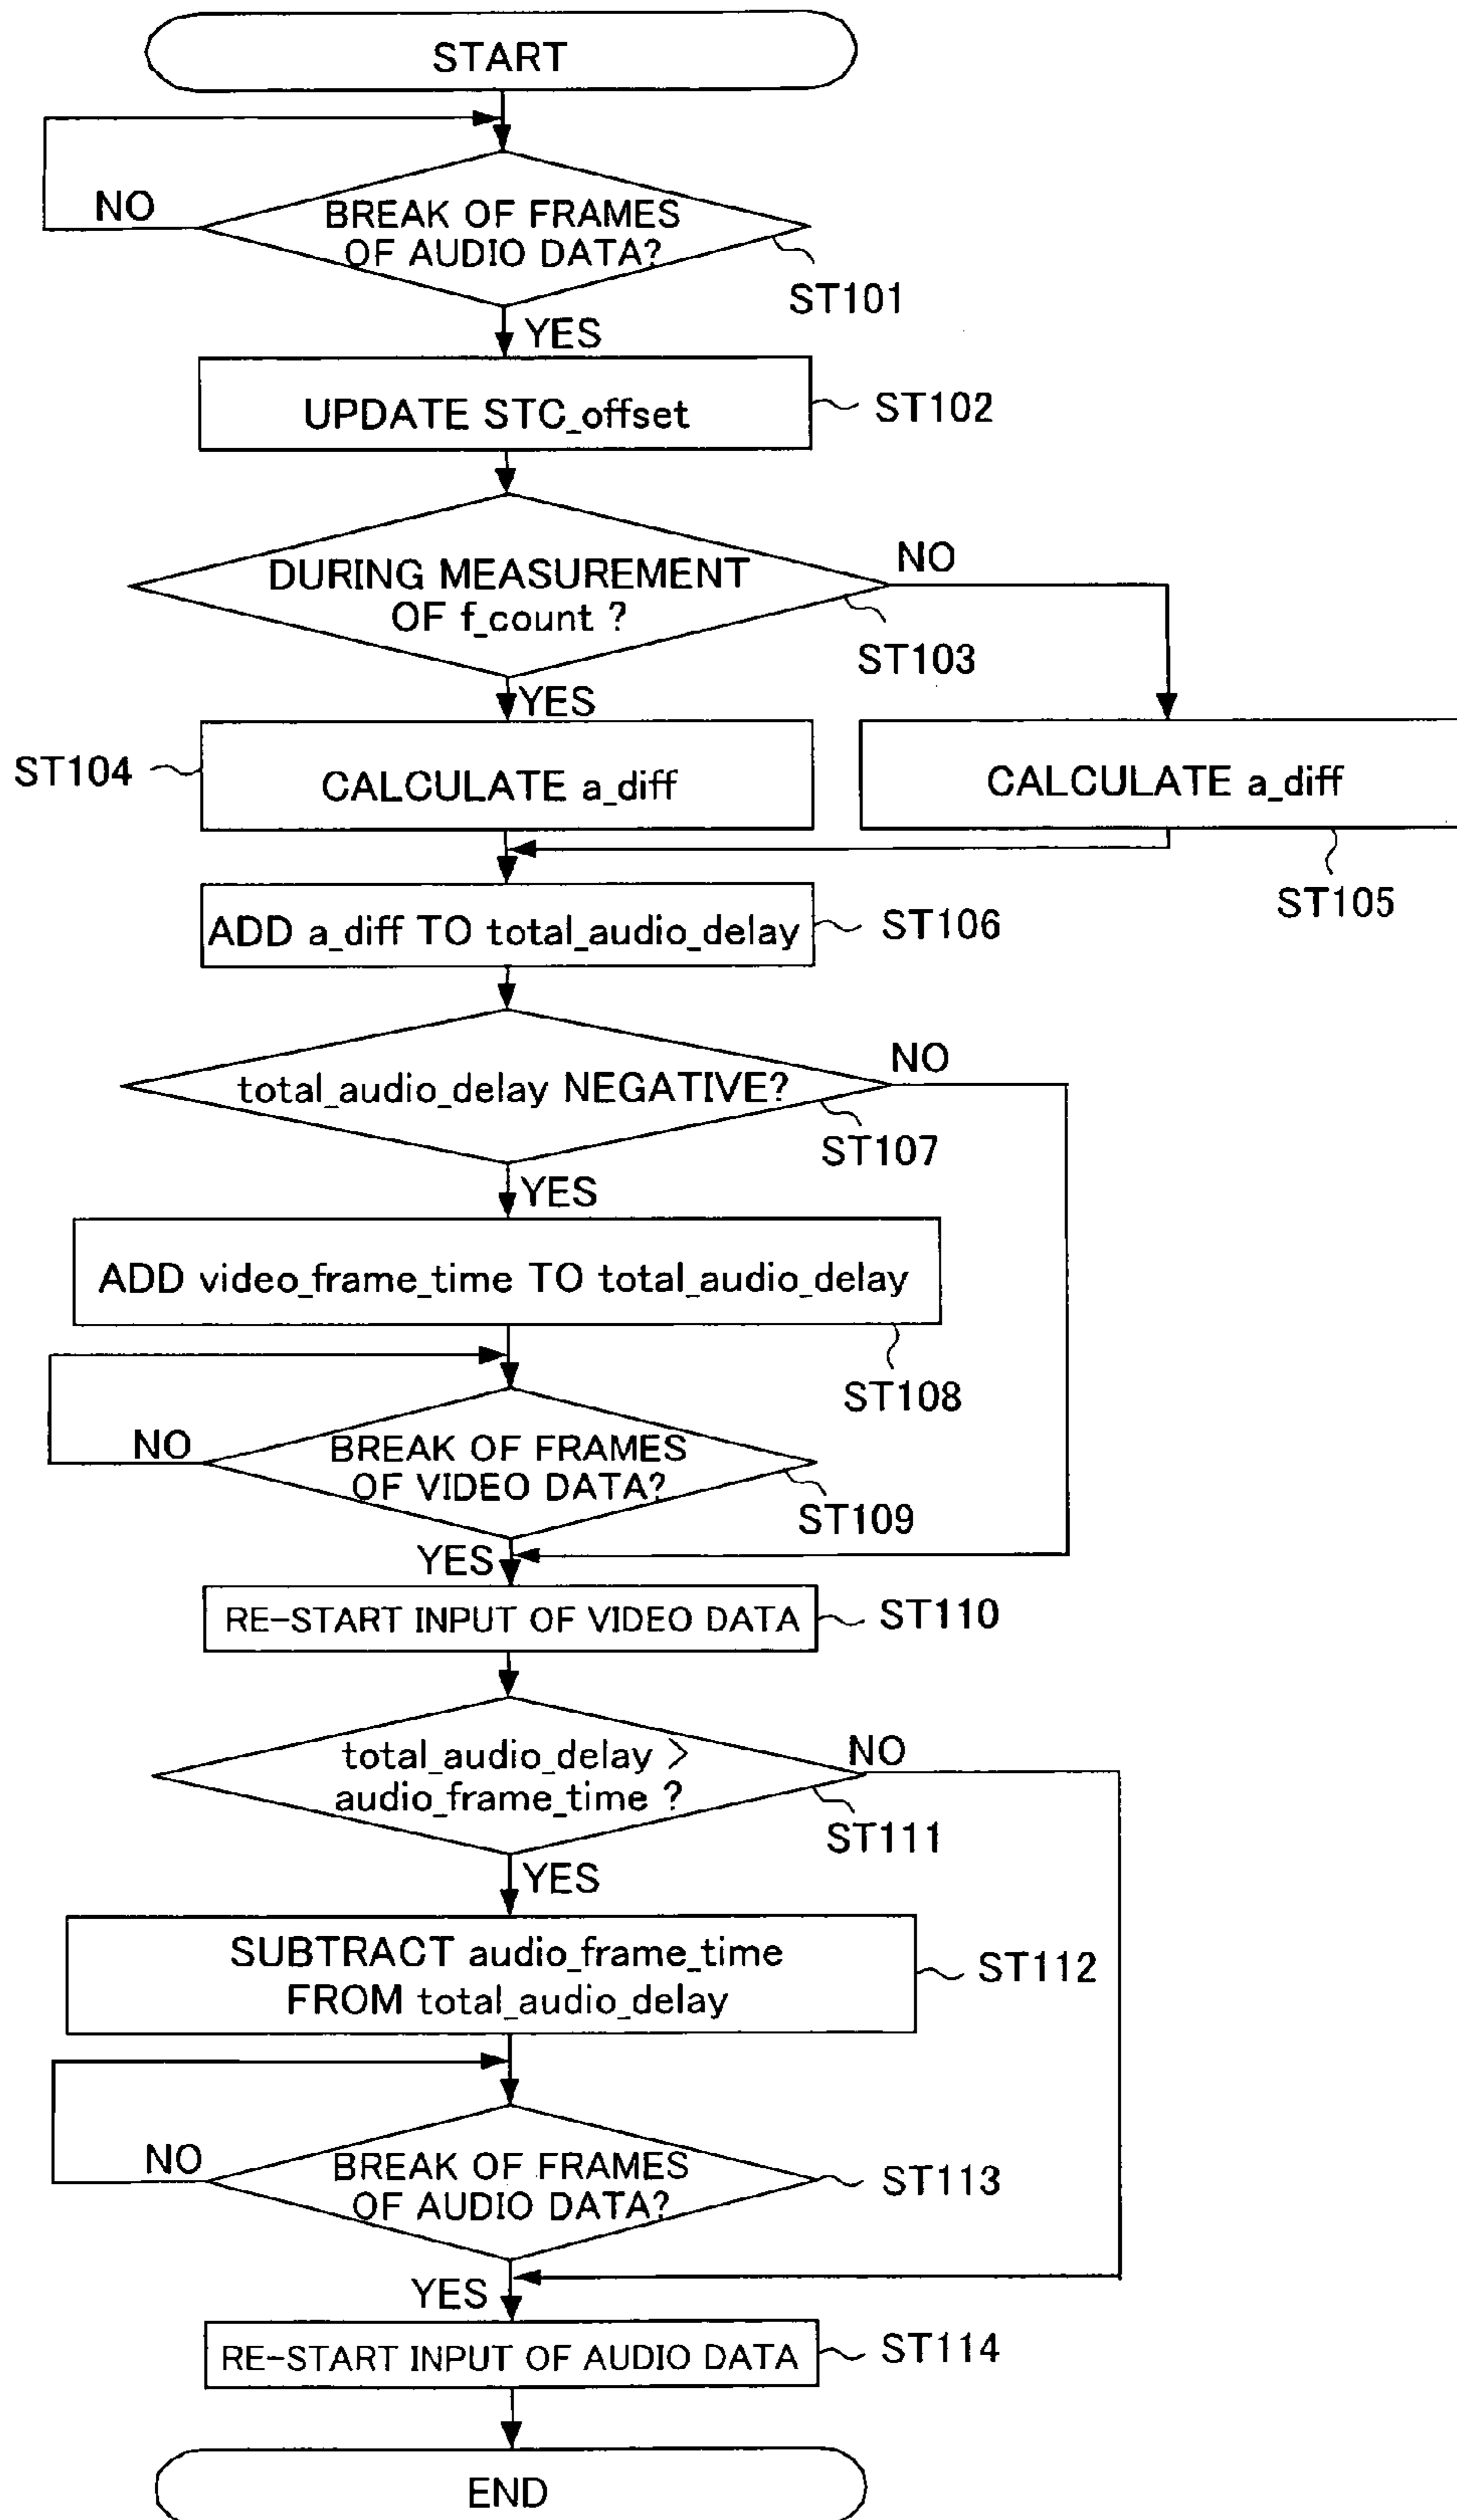 START
NO
BREAK OF FRAMES
OF AUDIO DATA?
ST101
YES
UPDATE STC_offset
ST102
DURING MEASUREMENT
OF f_count ?
NO
ST103
YES
ST104
CALCULATE a_diff
CALCULATE a_diff
ST105
ADD a_diff TO total_audio_delay
ST106
total_audio_delay NEGATIVE?
NO
ST107
YES
ADD video_frame_time TO total_audio_delay
ST108
NO
BREAK OF FRAMES
OF VIDEO DATA?
ST109
YES
RE-START INPUT OF VIDEO DATA
ST110
total_audio_delay >
audio_frame_time ?
NO
ST111
YES
SUBTRACT audio_frame_time
FROM total_audio_delay
ST112
NO
BREAK OF FRAMES
OF AUDIO DATA?
ST113
YES
RE-START INPUT OF AUDIO DATA
ST114
END